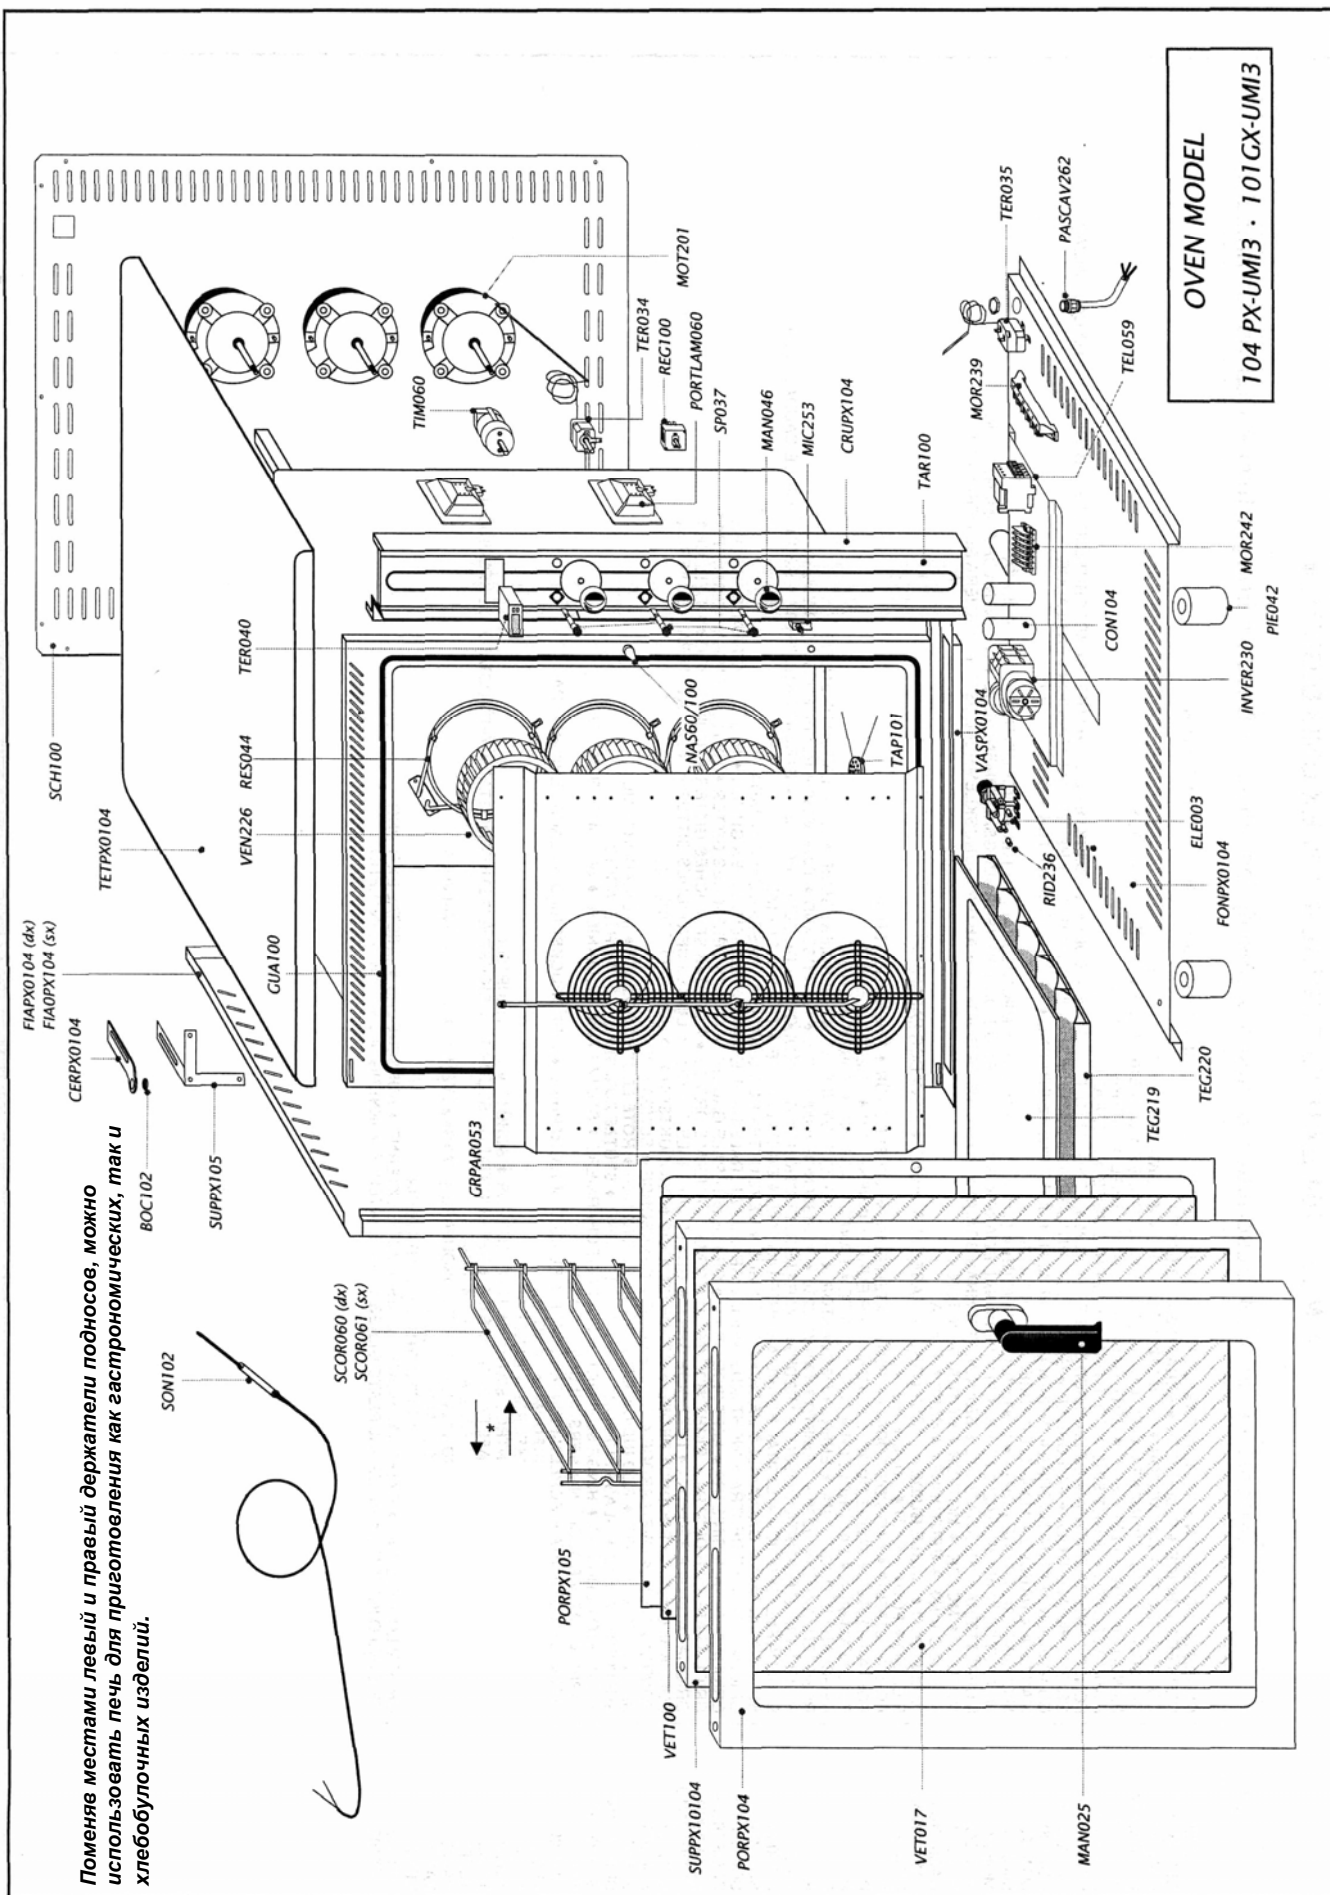 Поменяв местами левый и правый держатели подносов, можно
использовать печь для приготовления как гастрономических, так и
хлебобулочных изделий.
SON102
BOC102
CERPX0104
FIAPX0104 (dx)
FIAOPX104 (sx)
SUPPX105
TETPX0104
SCH100
GUA100
VEN226
RES044
TER040
TIM060
MOT201
TER034
REG100
PORTLAM060
SP037
MAN046
MIC253
CRUPX104
TAR100
NAS60/100
TAP101
VASPX0104
GRPAR053
SCOR060 (dx)
SCOR061 (sx)
*
PORPX105
VET100
SUPPX10104
PORPX104
VET017
MAN025
TEG219
TEG220
RID236
ELE003
FONPX0104
INVER230
PIE042
MOR242
CON104
TEL059
MOR239
TER035
PASCAV262
OVEN MODEL
104 PX-UMI3 · 101GX-UMI3